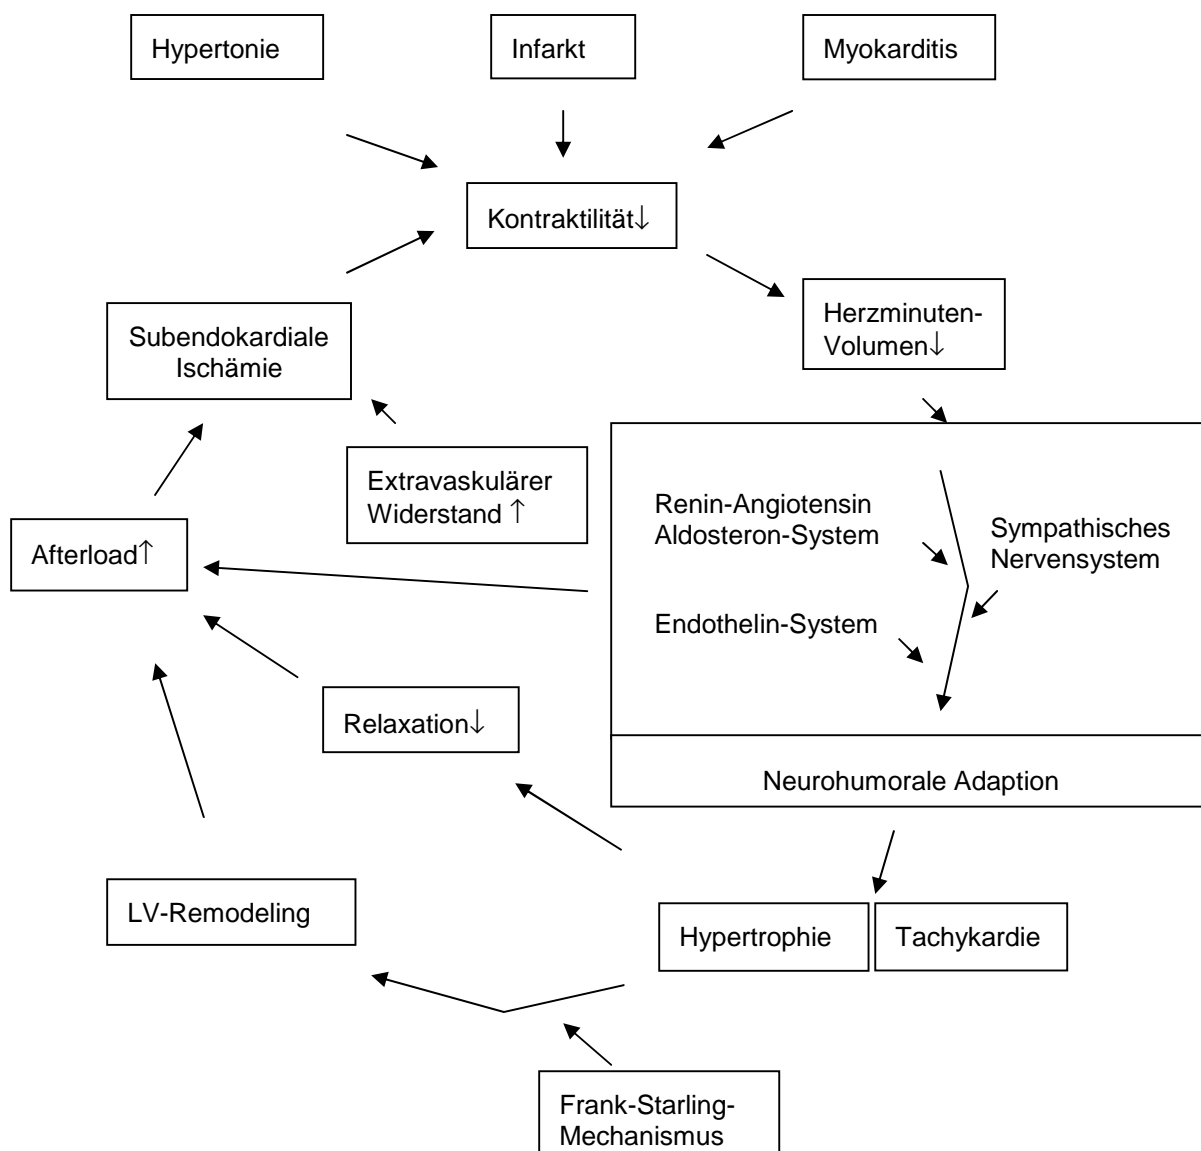 Hypertonie
Infarkt
Myokarditis
Kontraktilität↓
Subendokardiale
Ischämie
Herzminuten-
Volumen↓
Extravaskulärer
Widerstand ↑
Afterload↑
Renin-Angiotensin
Aldosteron-System
Sympathisches
Nervensystem
Endothelin-System
Relaxation↓
Neurohumorale Adaption
LV-Remodeling
Hypertrophie
Tachykardie
Frank-Starling-
Mechanismus